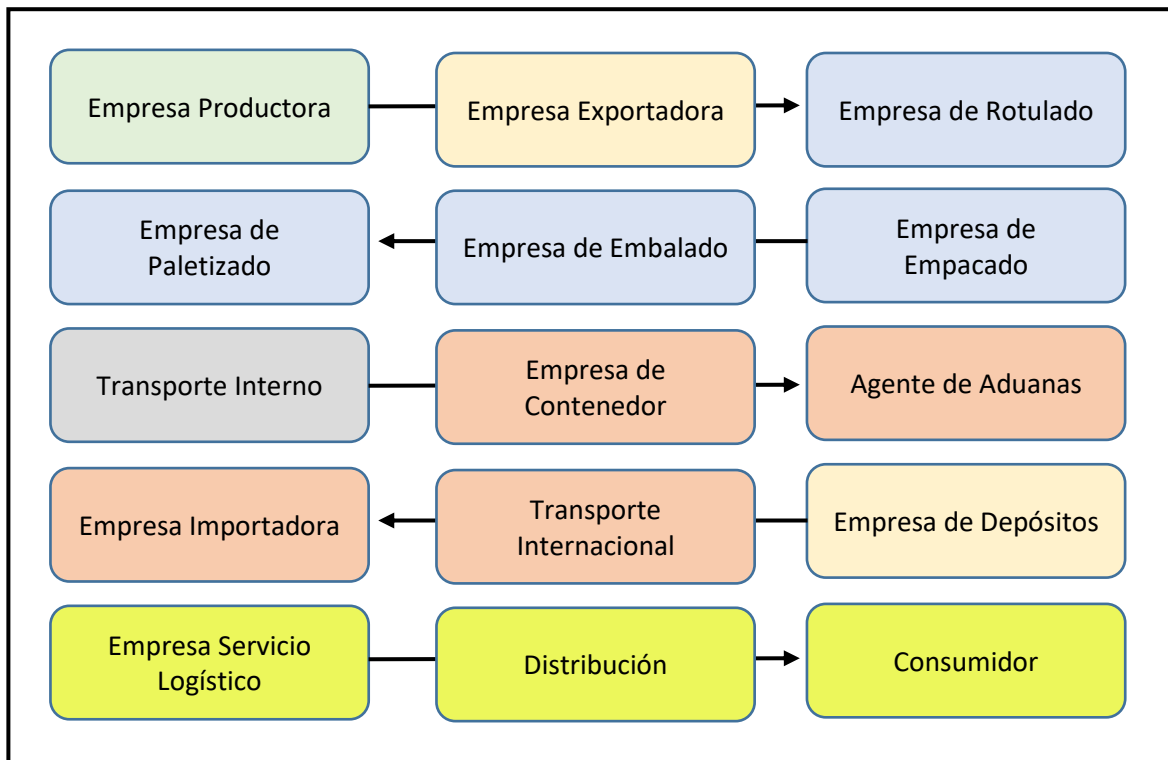 Empresa Productora
Empresa Exportadora
Empresa de Rotulado
Empresa de
Paletizado
Empresa de Embalado
Empresa de
Empacado
Transporte Interno
Empresa de
Contenedor
Agente de Aduanas
Empresa Importadora
Transporte
Internacional
Empresa de Depósitos
Empresa Servicio
Logístico
Distribución
Consumidor